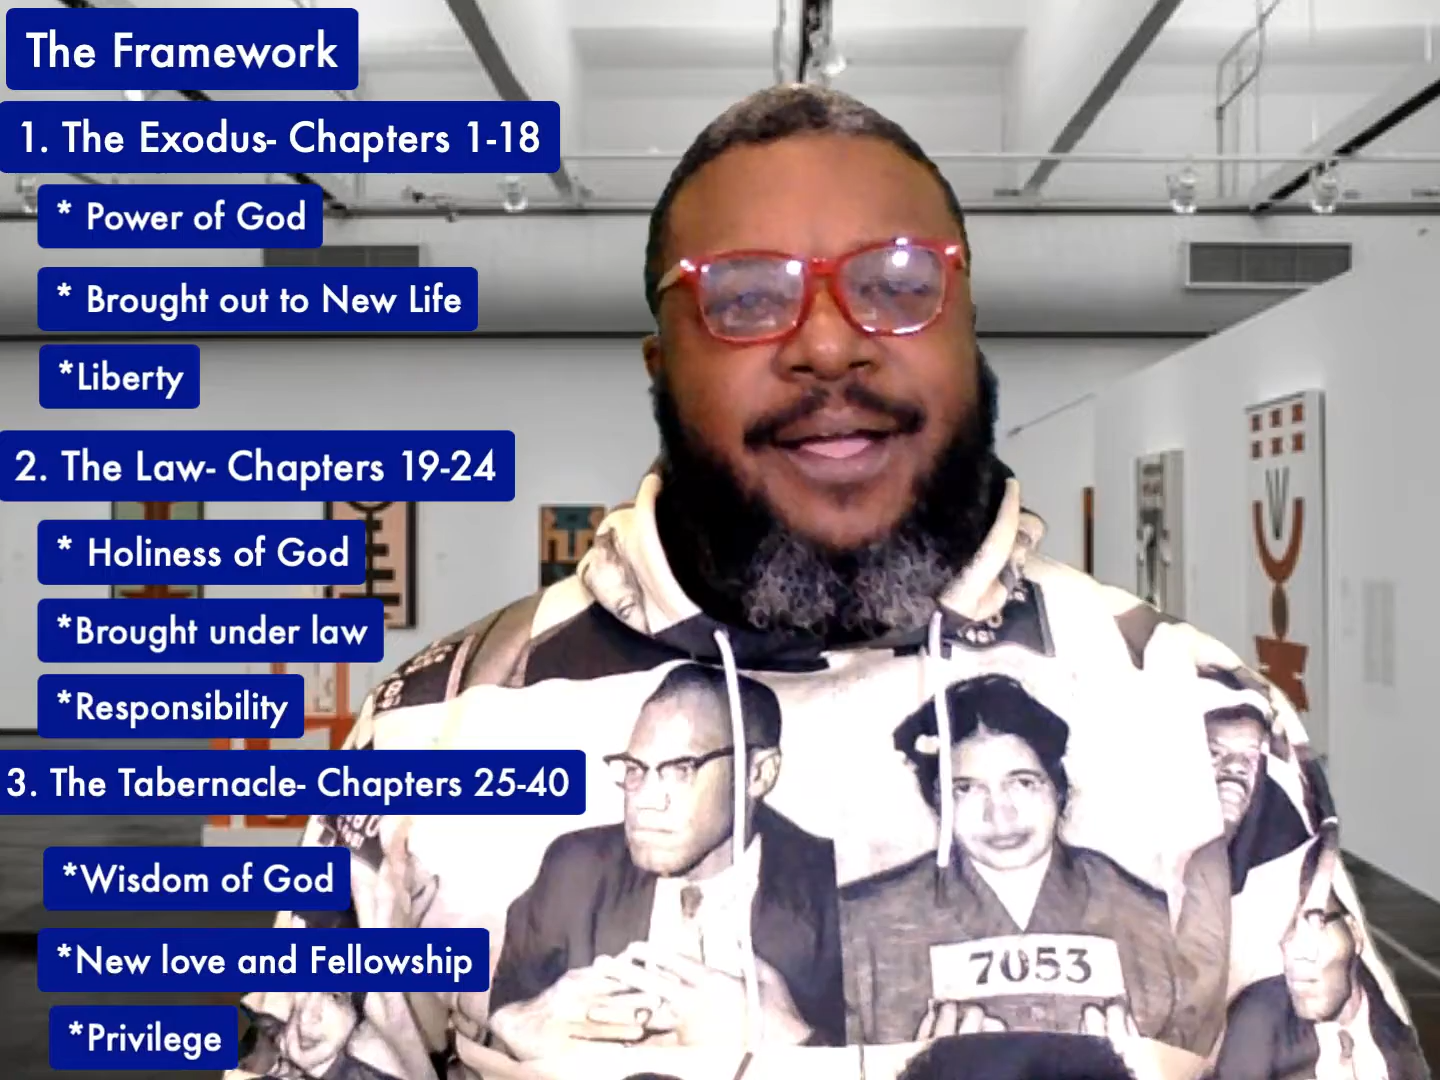 The Framework
1. The Exodus- Chapters 1-18
* Power of God
* Brought out to New Life
*Liberty
2. The Law- Chapters 19-24
* Holiness of God
*Brought under law
*Responsibility
3. The Tabernacle- Chapters 25-40
*Wisdom of God
*New love and Fellowship
*Privilege
7053